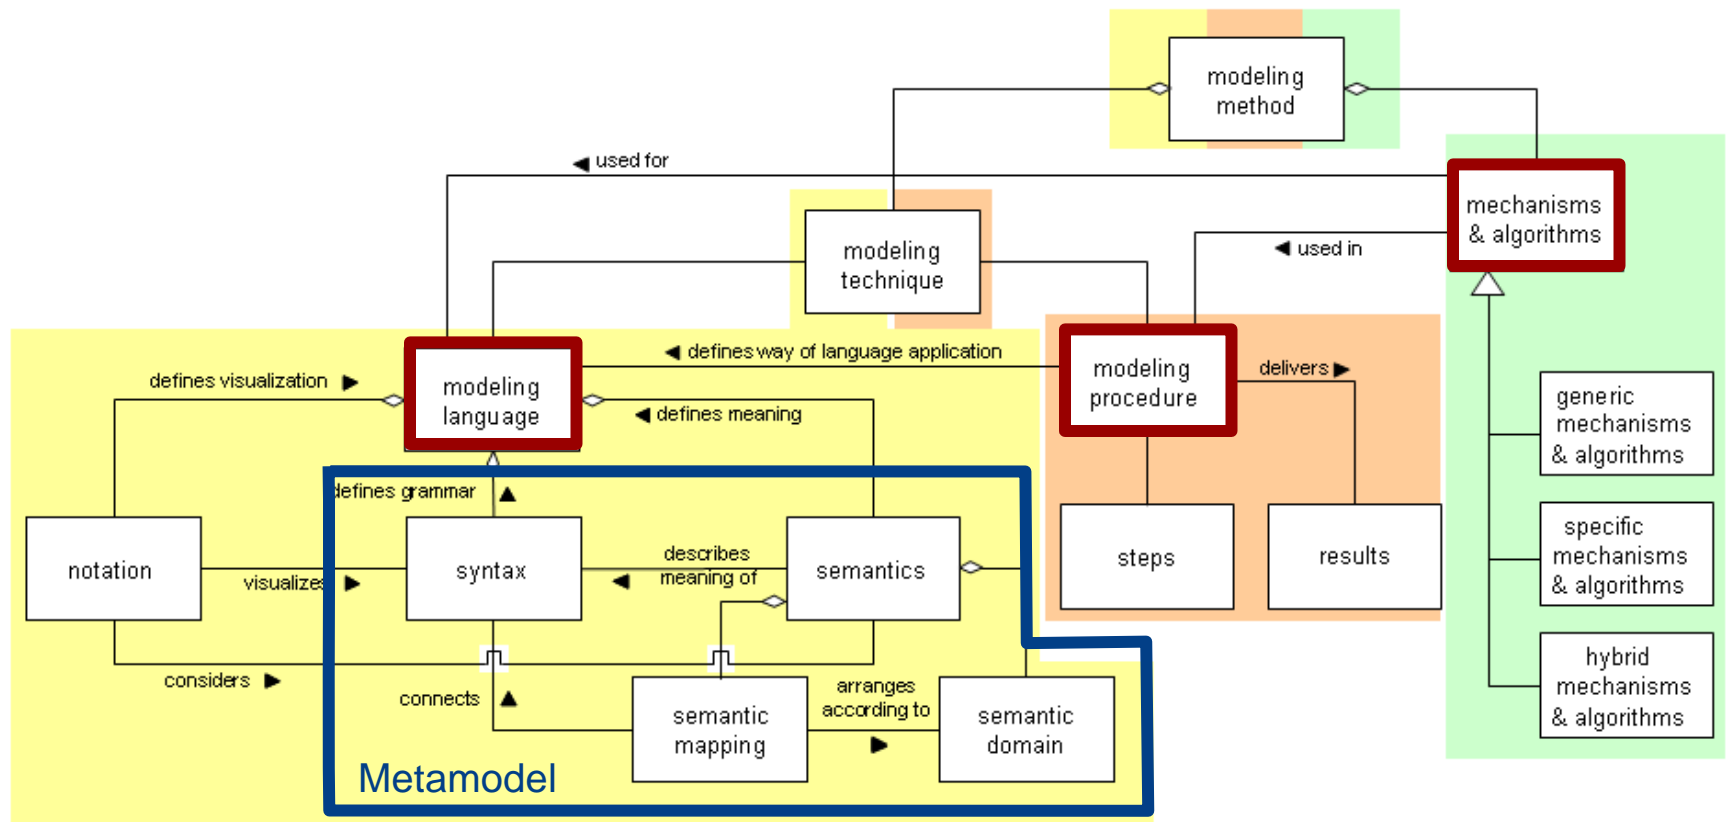 modeling
method
used for
mechanisms
& algorithms
modeling
technique
used in
defines way of language application
modeling
procedure
delivers
defines visualization
modeling
language
defines meaning
generic
mechanisms
& algorithms
defines grammar
notation
visualizes
syntax
describes
meaning of
semantics
steps
results
specific
mechanisms
& algorithms
considers
connects
semantic
mapping
arranges
according to
semantic
domain
hybrid
mechanisms
& algorithms
Metamodel